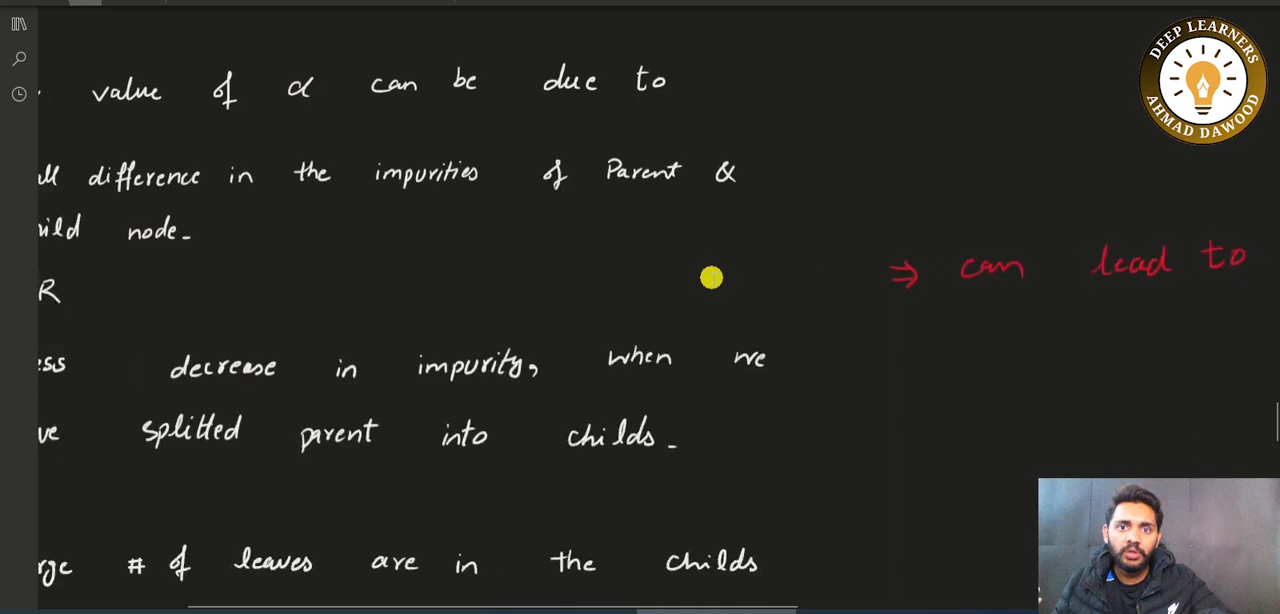 value of α can be due to
all difference in the impurities of Parent &
hild node-
R
⇒ can lead to
ess decrease in impurity, when we
ve splitted parent into childs-
rge # of leaves are in the childs
DEEP LEARNERS
AHMAD DAWOOD